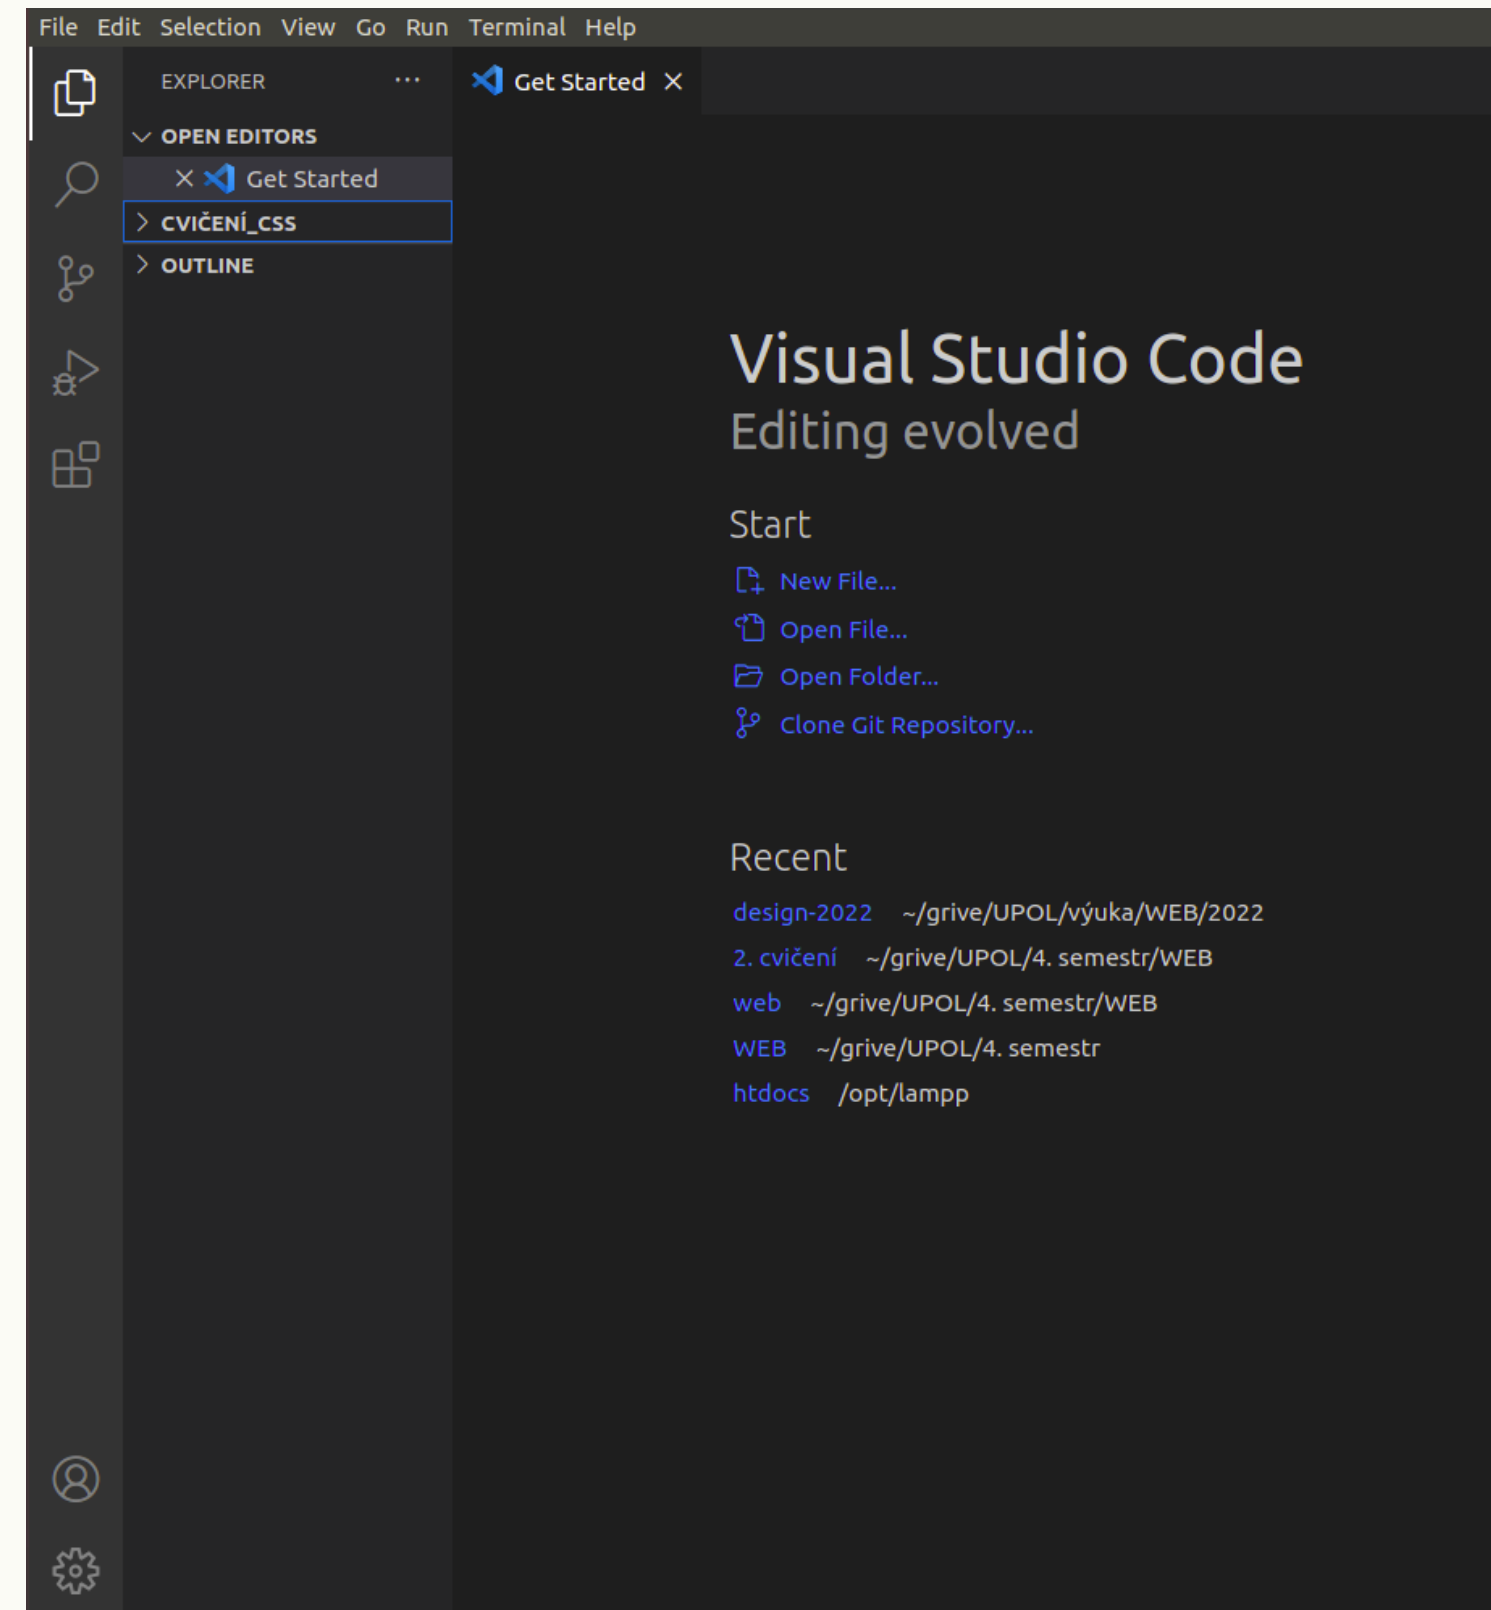 File Edit Selection View Go Run Terminal Help
EXPLORER
Get Started
OPEN EDITORS
Get Started
CVIČENÍ_CSS
OUTLINE
Visual Studio Code
Editing evolved
Start
New File...
Open File...
Open Folder...
Clone Git Repository...
Recent
design-2022 ~/grive/UPOL/výuka/WEB/2022
2. cvičení ~/grive/UPOL/4. semestr/WEB
web ~/grive/UPOL/4. semestr/WEB
WEB ~/grive/UPOL/4. semestr
htdocs /opt/lampp